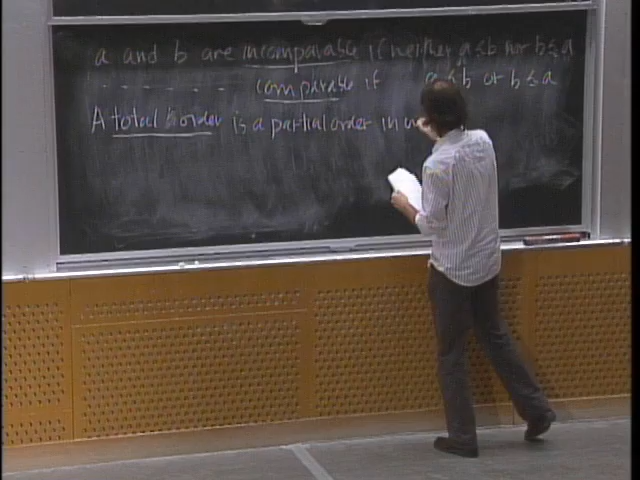 a and b are incomparable if neither a ≤ b nor b ≤ a
- - - - - - comparable if a ≤ b or b ≤ a
A total order is a partial order in w